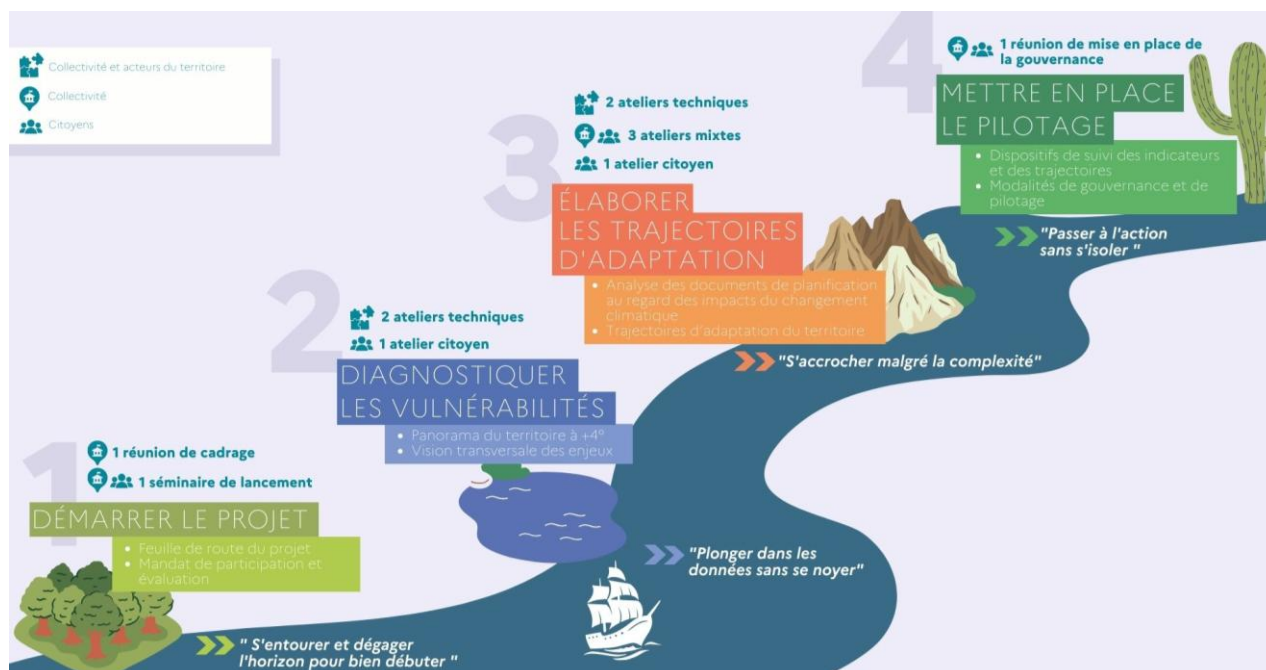 Collectivité et acteurs du territoire
Collectivité
Citoyens
1
1 réunion de cadrage
1 séminaire de lancement
DÉMARRER LE PROJET
• Feuille de route du projet
• Mandat de participation et
évaluation
" S'entourer et dégager
l'horizon pour bien débuter "
2
2 ateliers techniques
1 atelier citoyen
DIAGNOSTIQUER
LES VULNÉRABILITÉS
• Panorama du territoire à +4°
• Vision transversale des enjeux
"Plonger dans les
données sans se noyer"
3
2 ateliers techniques
3 ateliers mixtes
1 atelier citoyen
ÉLABORER
LES TRAJECTOIRES
D'ADAPTATION
• Analyse des documents de planification
au regard des impacts du changement
climatique
• Trajectoires d'adaptation du territoire
"S'accrocher malgré la complexité"
4
1 réunion de mise en place de
la gouvernance
METTRE EN PLACE
LE PILOTAGE
• Dispositifs de suivi des indicateurs
et des trajectoires
• Modalités de gouvernance et de
pilotage
"Passer à l'action
sans s'isoler "